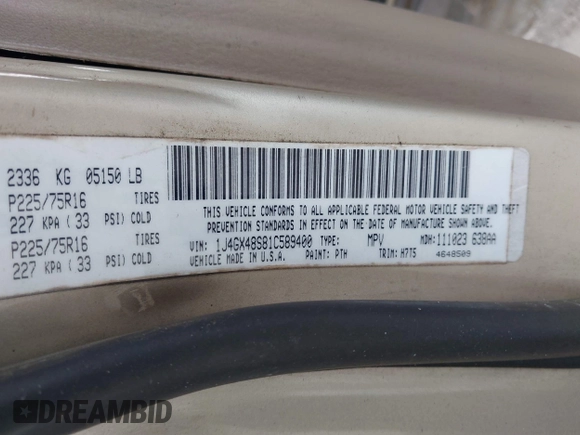 2336 KG 05150 LB
P225/75R16 TIRES
227 KPA ( 33 PSI) COLD
P225/75R16 TIRES
227 KPA ( 33 PSI) COLD
THIS VEHICLE CONFORMS TO ALL APPLICABLE FEDERAL MOTOR VEHICLE SAFETY AND THEFT
PREVENTION STANDARDS IN EFFECT ON THE DATE OF MANUFACTURE SHOWN ABOVE.
VIN: 1J4GX48S81C589400 TYPE: MPV MDH: 111023 638AA
VEHICLE MADE IN U.S.A. PAINT: PTH TRIM: H7T5 4648509
DREAMBID